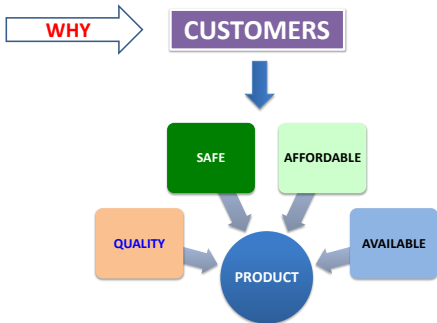 WHY
CUSTOMERS
SAFE
AFFORDABLE
QUALITY
AVAILABLE
PRODUCT